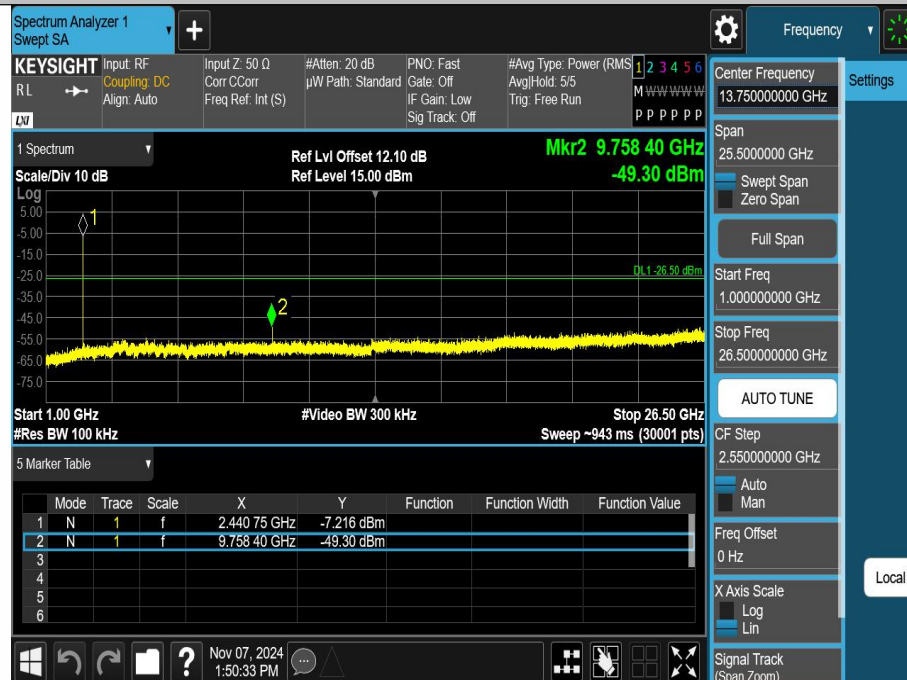 Spectrum Analyzer 1
Swept SA
+
Frequency
KEYSIGHT
RL
LXI
Input: RF
Coupling: DC
Align: Auto
Input Z: 50 Ω
Corr CCorr
Freq Ref: Int (S)
#Atten: 20 dB
µW Path: Standard
PNO: Fast
Gate: Off
IF Gain: Low
Sig Track: Off
#Avg Type: Power (RMS
Avg|Hold: 5/5
Trig: Free Run
1 2 3 4 5 6
M W W W W W
P P P P P P
1 Spectrum
Scale/Div 10 dB
Ref Lvl Offset 12.10 dB
Ref Level 15.00 dBm
Mkr2 9.758 40 GHz
-49.30 dBm
Log
5.00
-5.00
-15.0
-25.0
-35.0
-45.0
-55.0
-65.0
-75.0
1
2
DL1 -26.50 dBm
Start 1.00 GHz
#Video BW 300 kHz
Stop 26.50 GHz
#Res BW 100 kHz
Sweep ~943 ms (30001 pts)
5 Marker Table
Mode Trace Scale X Y Function Function Width Function Value
1 N 1 f 2.440 75 GHz -7.216 dBm
2 N 1 f 9.758 40 GHz -49.30 dBm
3
4
5
6
?
Nov 07, 2024
1:50:33 PM
Center Frequency
13.750000000 GHz
Settings
Span
25.5000000 GHz
Swept Span
Zero Span
Full Span
Start Freq
1.000000000 GHz
Stop Freq
26.500000000 GHz
AUTO TUNE
CF Step
2.550000000 GHz
Auto
Man
Freq Offset
0 Hz
Local
X Axis Scale
Log
Lin
Signal Track
(Span Zoom)